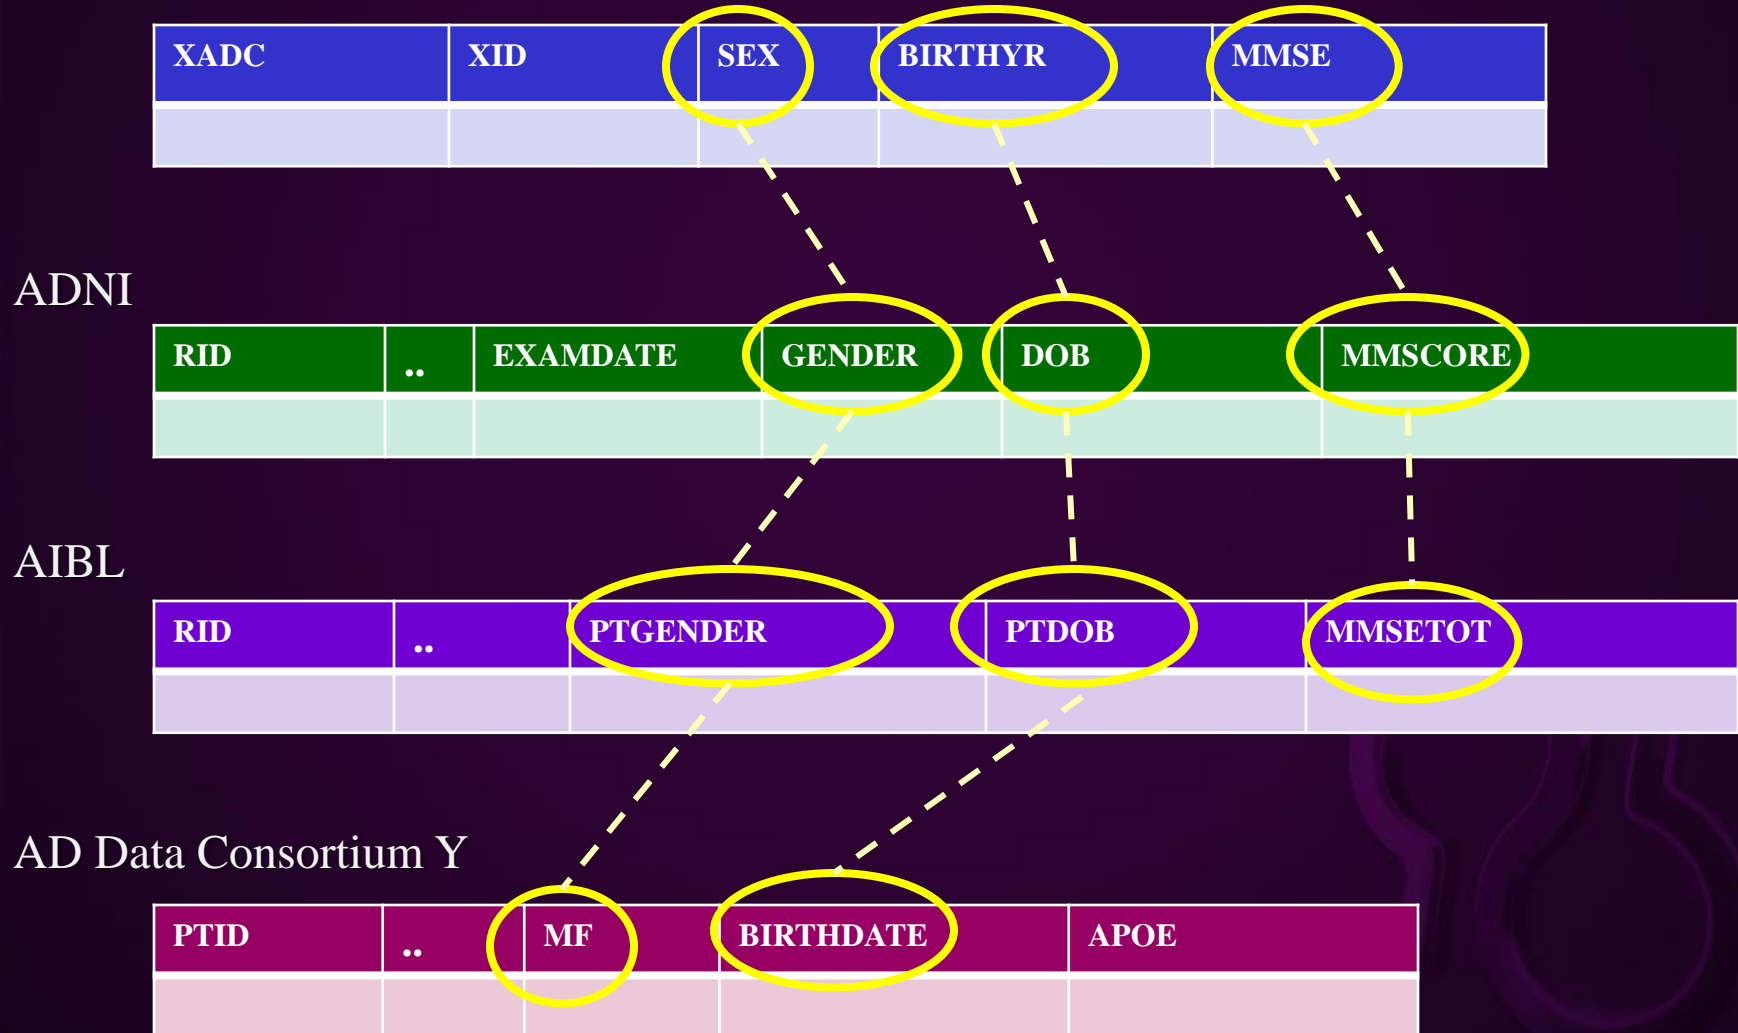 XADC XID SEX BIRTHYR MMSE
ADNI
RID .. EXAMDATE GENDER DOB MMSCORE
AIBL
RID .. PTGENDER PTDOB MMSETOT
AD Data Consortium Y
PTID .. MF BIRTHDATE APOE